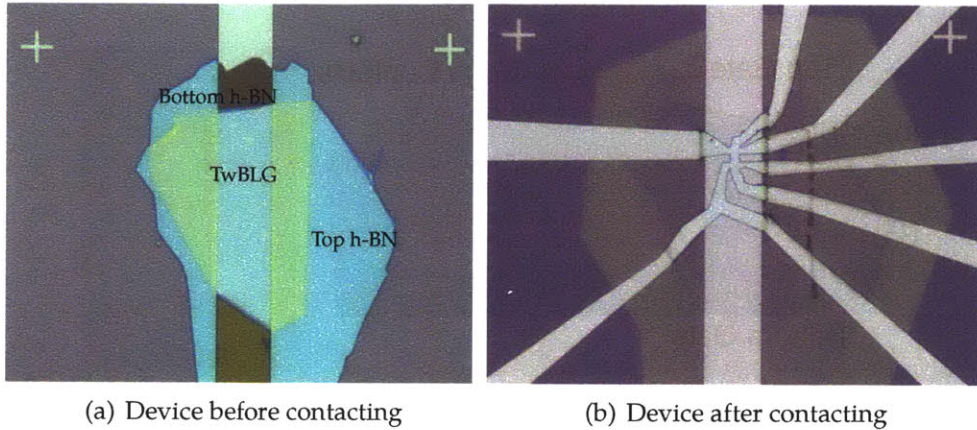 Bottom h-BN
TwBLG
Top h-BN
(a) Device before contacting
(b) Device after contacting